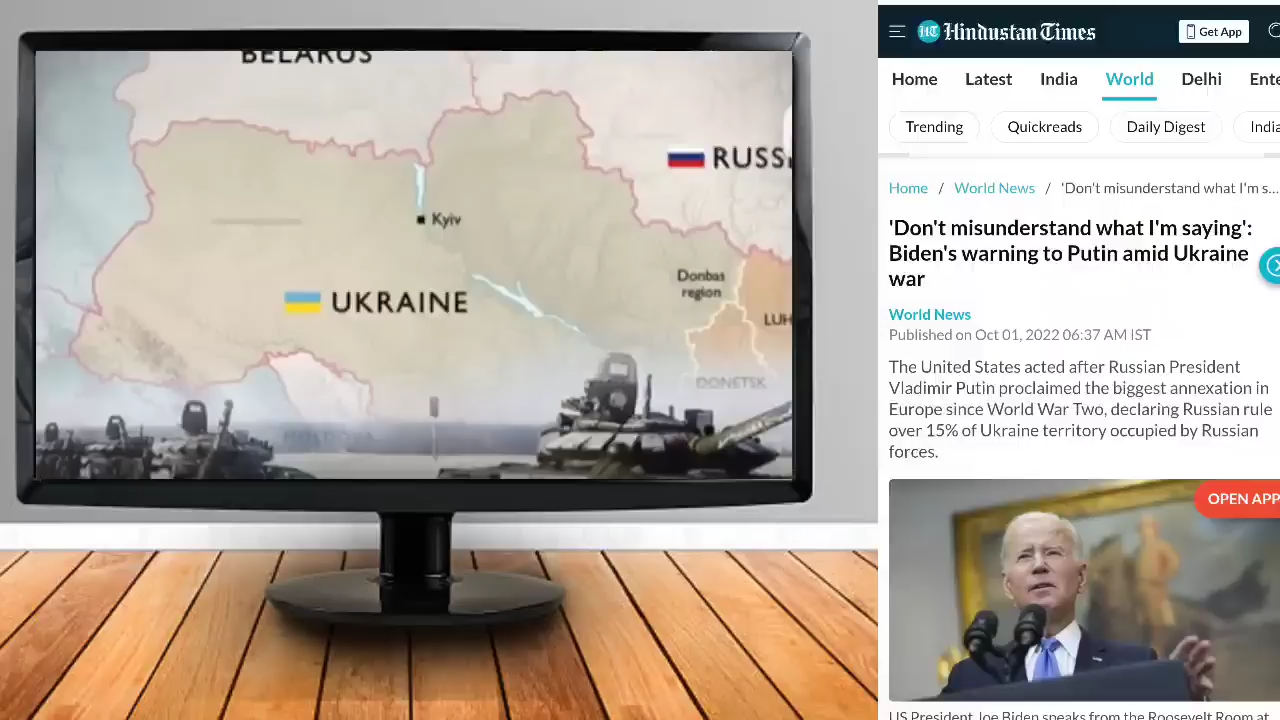 BELARUS
RUSS
Kyiv
Donbas
region
UKRAINE
LUH
DONETSK
MOLDOVA
HT Hindustan Times
Get App
Home Latest India World Delhi Ente
Trending Quickreads Daily Digest India
Home / World News / 'Don't misunderstand what I'm s...
'Don't misunderstand what I'm saying':
Biden's warning to Putin amid Ukraine
war
World News
Published on Oct 01, 2022 06:37 AM IST
The United States acted after Russian President
Vladimir Putin proclaimed the biggest annexation in
Europe since World War Two, declaring Russian rule
over 15% of Ukraine territory occupied by Russian
forces.
OPEN APP
US President Joe Biden speaks from the Roosevelt Room at